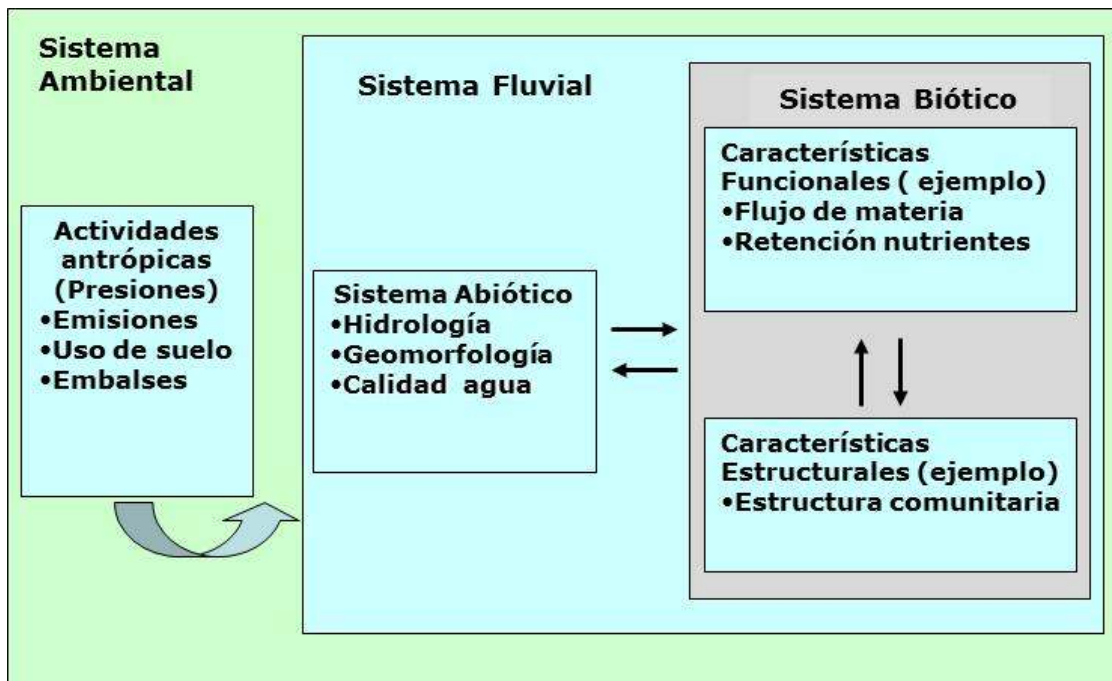 Sistema
Ambiental
Sistema Fluvial
Sistema Biótico
Actividades
antrópicas
(Presiones)
•Emisiones
•Uso de suelo
•Embalses
Sistema Abiótico
•Hidrología
•Geomorfología
•Calidad agua
Características
Funcionales ( ejemplo)
•Flujo de materia
•Retención nutrientes
Características
Estructurales (ejemplo)
•Estructura comunitaria